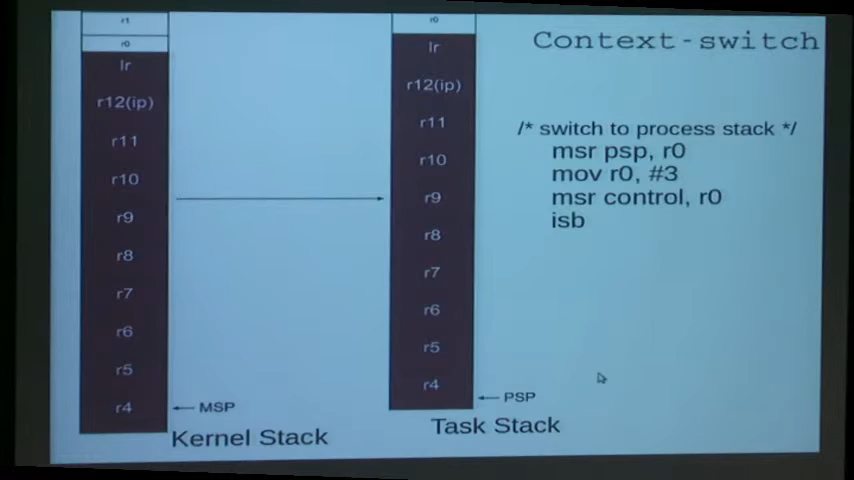 r1
r0
lr
r12(ip)
r11
r10
r9
r8
r7
r6
r5
r4
MSP
Kernel Stack
r0
lr
r12(ip)
r11
r10
r9
r8
r7
r6
r5
r4
PSP
Task Stack
Context-switch
/* switch to process stack */
msr psp, r0
mov r0, #3
msr control, r0
isb